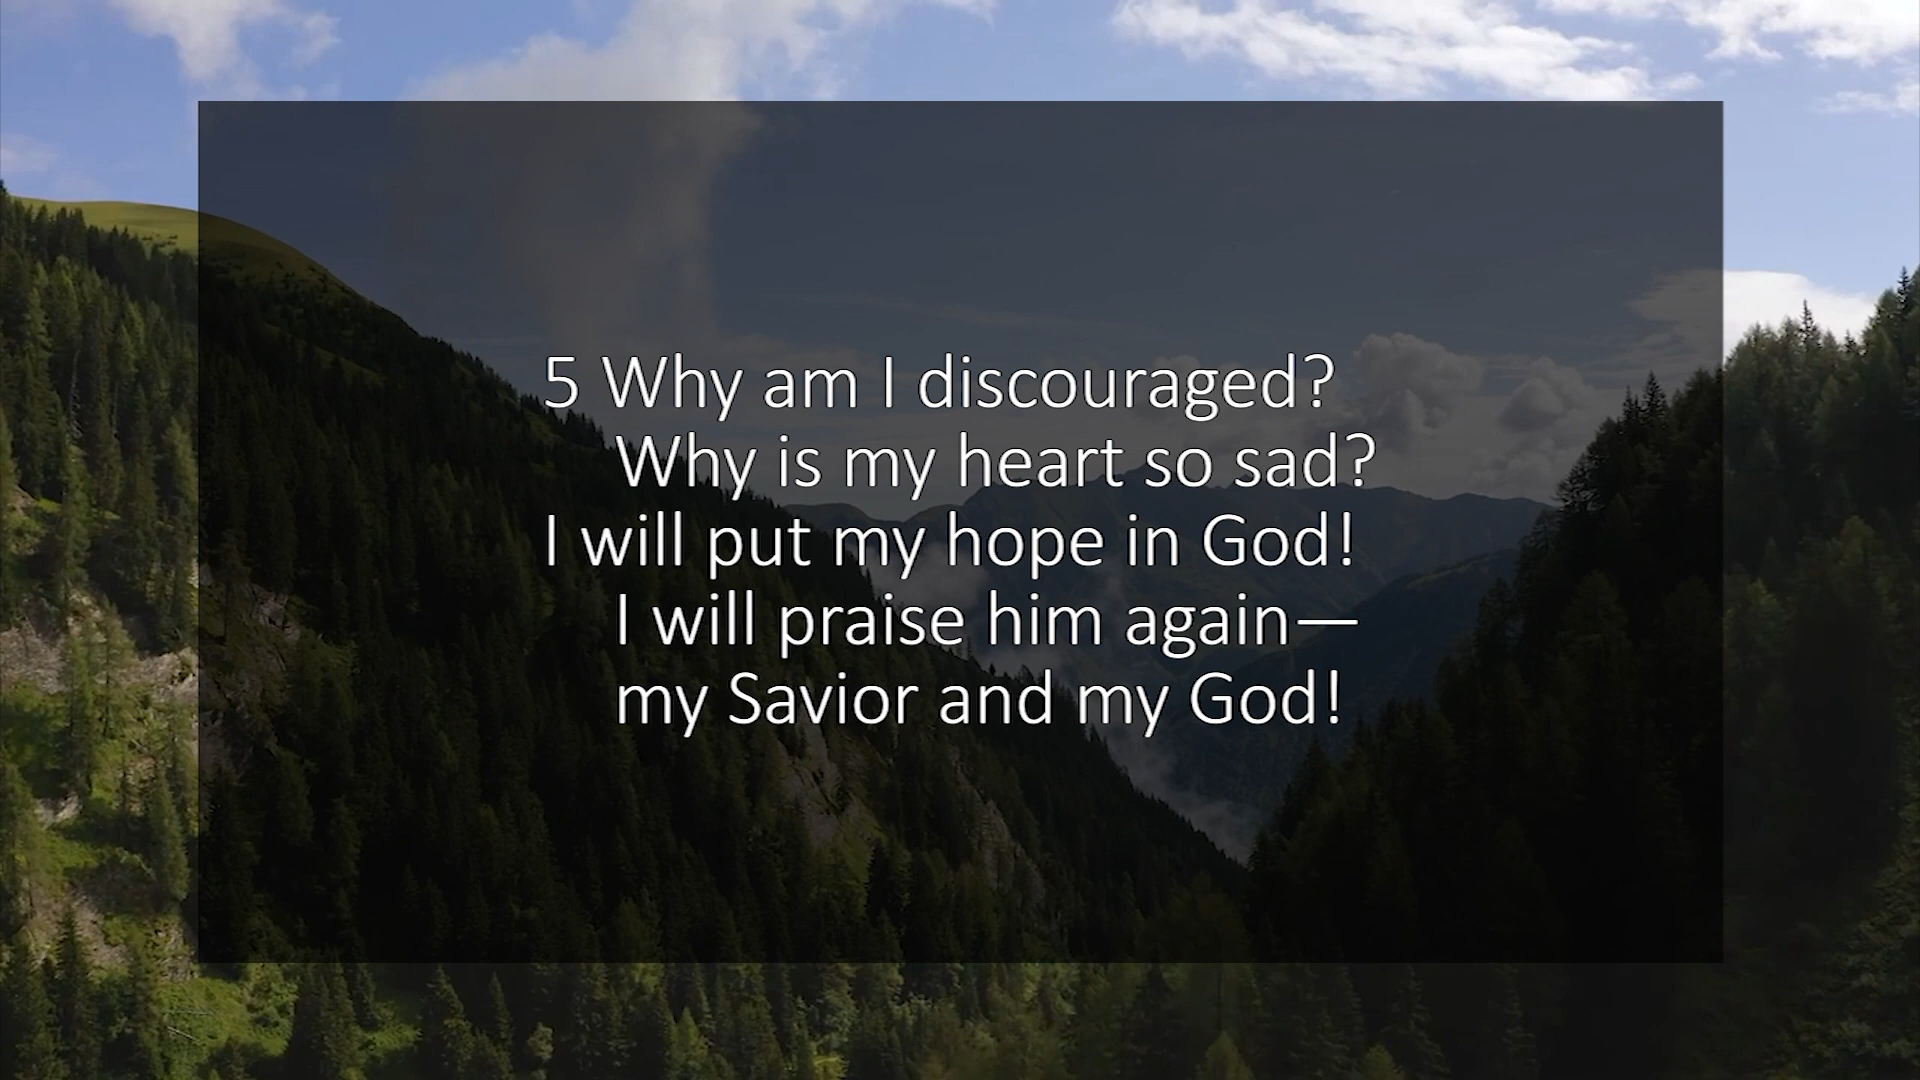 5 Why am I discouraged?
Why is my heart so sad?
I will put my hope in God!
I will praise him again—
my Savior and my God!